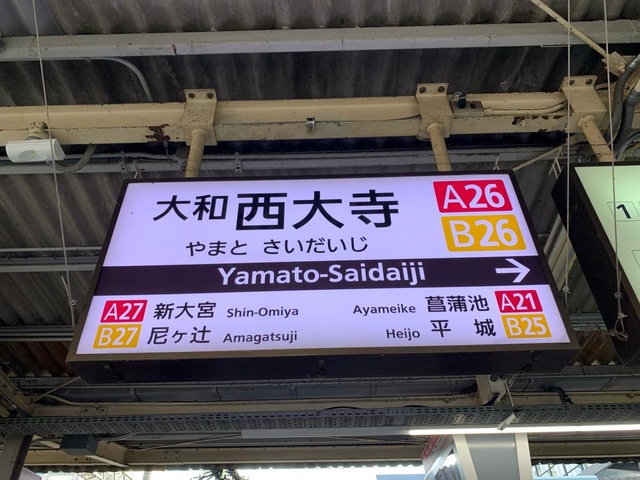 大和西大寺 A26
やまと さいだいじ B26
Yamato-Saidaiji →
A27 新大宮 Shin-Omiya Ayameike 菖蒲池 A21
B27 尼ヶ辻 Amagatsuji Heijo 平城 B25
1